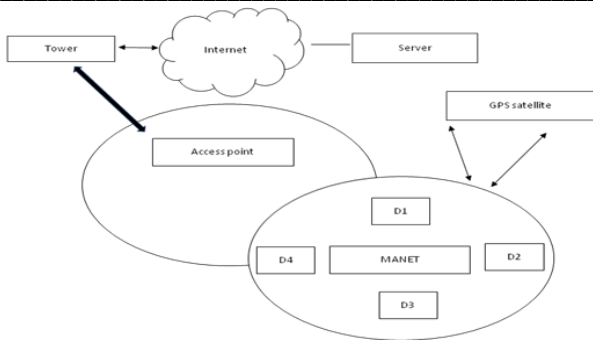 Tower
Internet
Server
GPS satellite
Access point
D1
D4
MANET
D2
D3